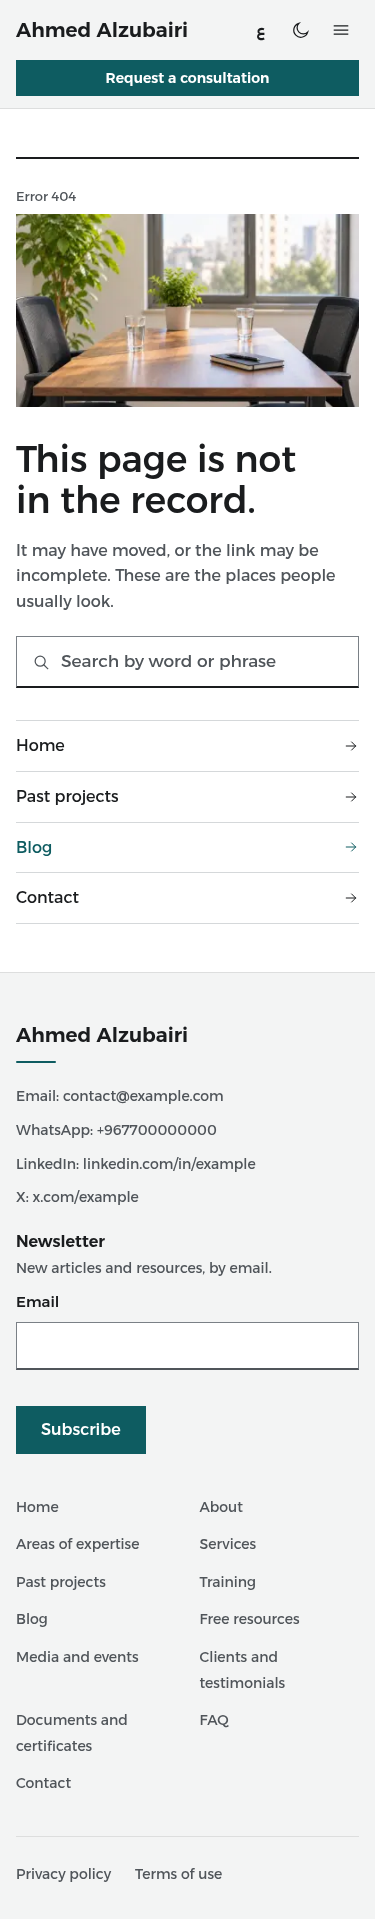 Ahmed Alzubairi
ع
Request a consultation
Error 404
This page is not
in the record.
It may have moved, or the link may be
incomplete. These are the places people
usually look.
Search by word or phrase
Home
Past projects
Blog
Contact
Ahmed Alzubairi
Email: contact@example.com
WhatsApp: +967700000000
LinkedIn: linkedin.com/in/example
X: x.com/example
Newsletter
New articles and resources, by email.
Email
Subscribe
Home
About
Areas of expertise
Services
Past projects
Training
Blog
Free resources
Media and events
Clients and
testimonials
Documents and
certificates
FAQ
Contact
Privacy policy
Terms of use